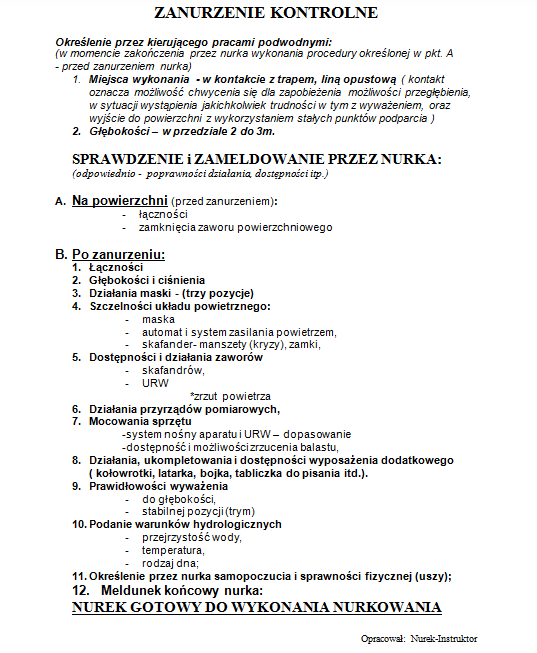 ZANURZENIE KONTROLNE
Określenie przez kierującego pracami podwodnymi:
(w momencie zakończenia przez nurka wykonania procedury określonej w pkt. A
- przed zanurzeniem nurka)
1. Miejsca wykonania - w kontakcie z trapem, liną opustową ( kontakt
oznacza możliwość chwycenia się dla zapobieżenia możliwości przegłębienia,
w sytuacji wystąpienia jakichkolwiek trudności w tym z wyważeniem, oraz
wyjście do powierzchni z wykorzystaniem stałych punktów podparcia )
2. Głębokości – w przedziale 2 do 3m.
SPRAWDZENIE i ZAMELDOWANIE PRZEZ NURKA:
(odpowiednio - poprawności działania, dostępności itp.)
A. Na powierzchni (przed zanurzeniem):
- łączności
- zamknięcia zaworu powierzchniowego
B. Po zanurzeniu:
1. Łączności
2. Głębokości i ciśnienia
3. Działania maski - (trzy pozycje)
4. Szczelności układu powietrznego:
- maska
- automat i system zasilania powietrzem,
- skafander- manszety (kryzy), zamki,
5. Dostępności i działania zaworów
- skafandrów,
- URW
*zrzut powietrza
6. Działania przyrządów pomiarowych,
7. Mocowania sprzętu
-system nośny aparatu i URW – dopasowanie
-dostępność i możliwości zrzucenia balastu,
8. Działania, ukompletowania i dostępności wyposażenia dodatkowego
( kołowrotki, latarka, bojka, tabliczka do pisania itd.).
9. Prawidłowości wyważenia
- do głębokości,
- stabilnej pozycji (trym)
10. Podanie warunków hydrologicznych
- przejrzystość wody,
- temperatura,
- rodzaj dna;
11. Określenie przez nurka samopoczucia i sprawności fizycznej (uszy);
12. Meldunek końcowy nurka:
NUREK GOTOWY DO WYKONANIA NURKOWANIA
Opracował: Nurek-Instruktor